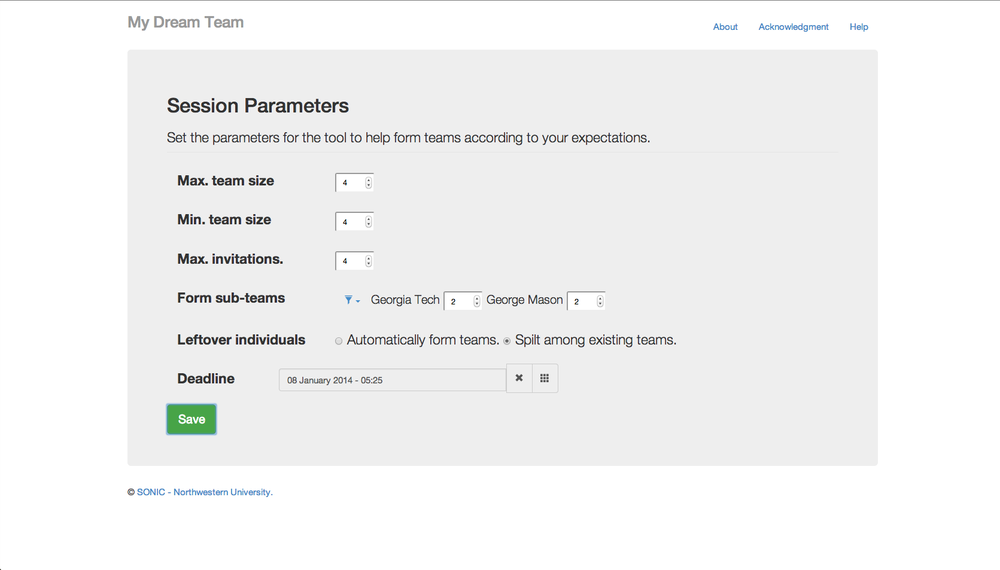 My Dream Team
About Acknowledgment Help
Session Parameters
Set the parameters for the tool to help form teams according to your expectations.
Max. team size 4
Min. team size 4
Max. invitations. 4
Form sub-teams Georgia Tech 2 George Mason 2
Leftover individuals Automatically form teams. Spilt among existing teams.
Deadline 08 January 2014 - 05:25
Save
© SONIC - Northwestern University.